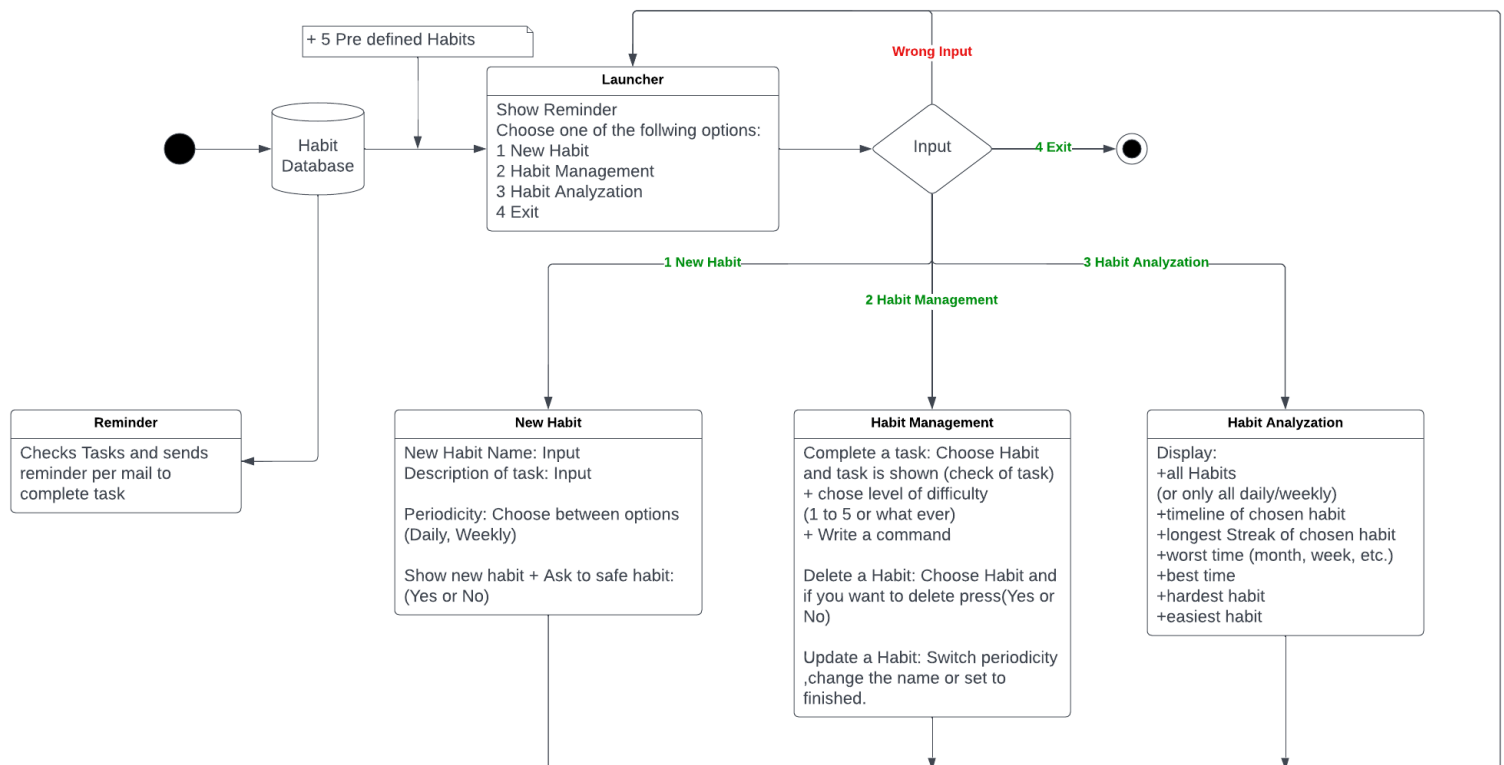 + 5 Pre defined Habits
Wrong Input
Launcher
Show Reminder
Choose one of the follwing options:
1 New Habit
2 Habit Management
3 Habit Analyzation
4 Exit
Habit
Database
Input
4 Exit
1 New Habit
3 Habit Analyzation
2 Habit Management
Reminder
Checks Tasks and sends
reminder per mail to
complete task
New Habit
New Habit Name: Input
Description of task: Input
Periodicity: Choose between options
(Daily, Weekly)
Show new habit + Ask to safe habit:
(Yes or No)
Habit Management
Complete a task: Choose Habit
and task is shown (check of task)
+ chose level of difficulty
(1 to 5 or what ever)
+ Write a command
Delete a Habit: Choose Habit and
if you want to delete press(Yes or
No)
Update a Habit: Switch periodicity
,change the name or set to
finished.
Habit Analyzation
Display:
+all Habits
(or only all daily/weekly)
+timeline of chosen habit
+longest Streak of chosen habit
+worst time (month, week, etc.)
+best time
+hardest habit
+easiest habit